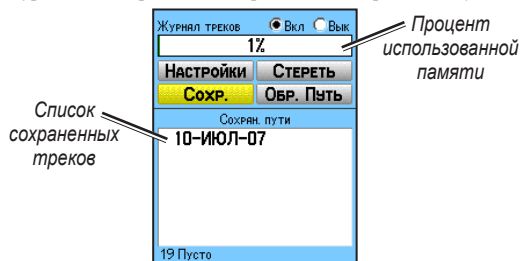 Журнал треков Вкл Вык
1%
Настройки Стереть
Сохр. Обр. Путь
Сохран. пути
10-ИЮЛ-07
19 Пусто
Процент
использованной
памяти
Список
сохраненных
треков